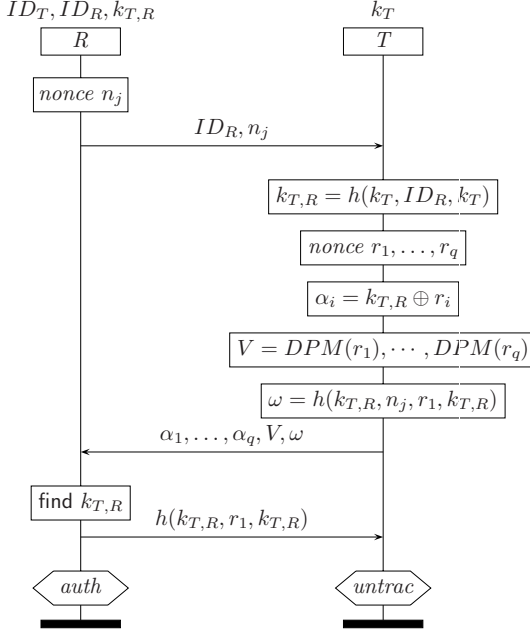 ID_T, ID_R, k_{T,R}
k_T
R
T
nonce n_j
ID_R, n_j
k_{T,R} = h(k_T, ID_R, k_T)
nonce r_1, . . . , r_q
α_i = k_{T,R} ⊕ r_i
V = DPM(r_1), · · · , DPM(r_q)
ω = h(k_{T,R}, n_j, r_1, k_{T,R})
α_1, . . . , α_q, V, ω
find k_{T,R}
h(k_{T,R}, r_1, k_{T,R})
auth
untrac